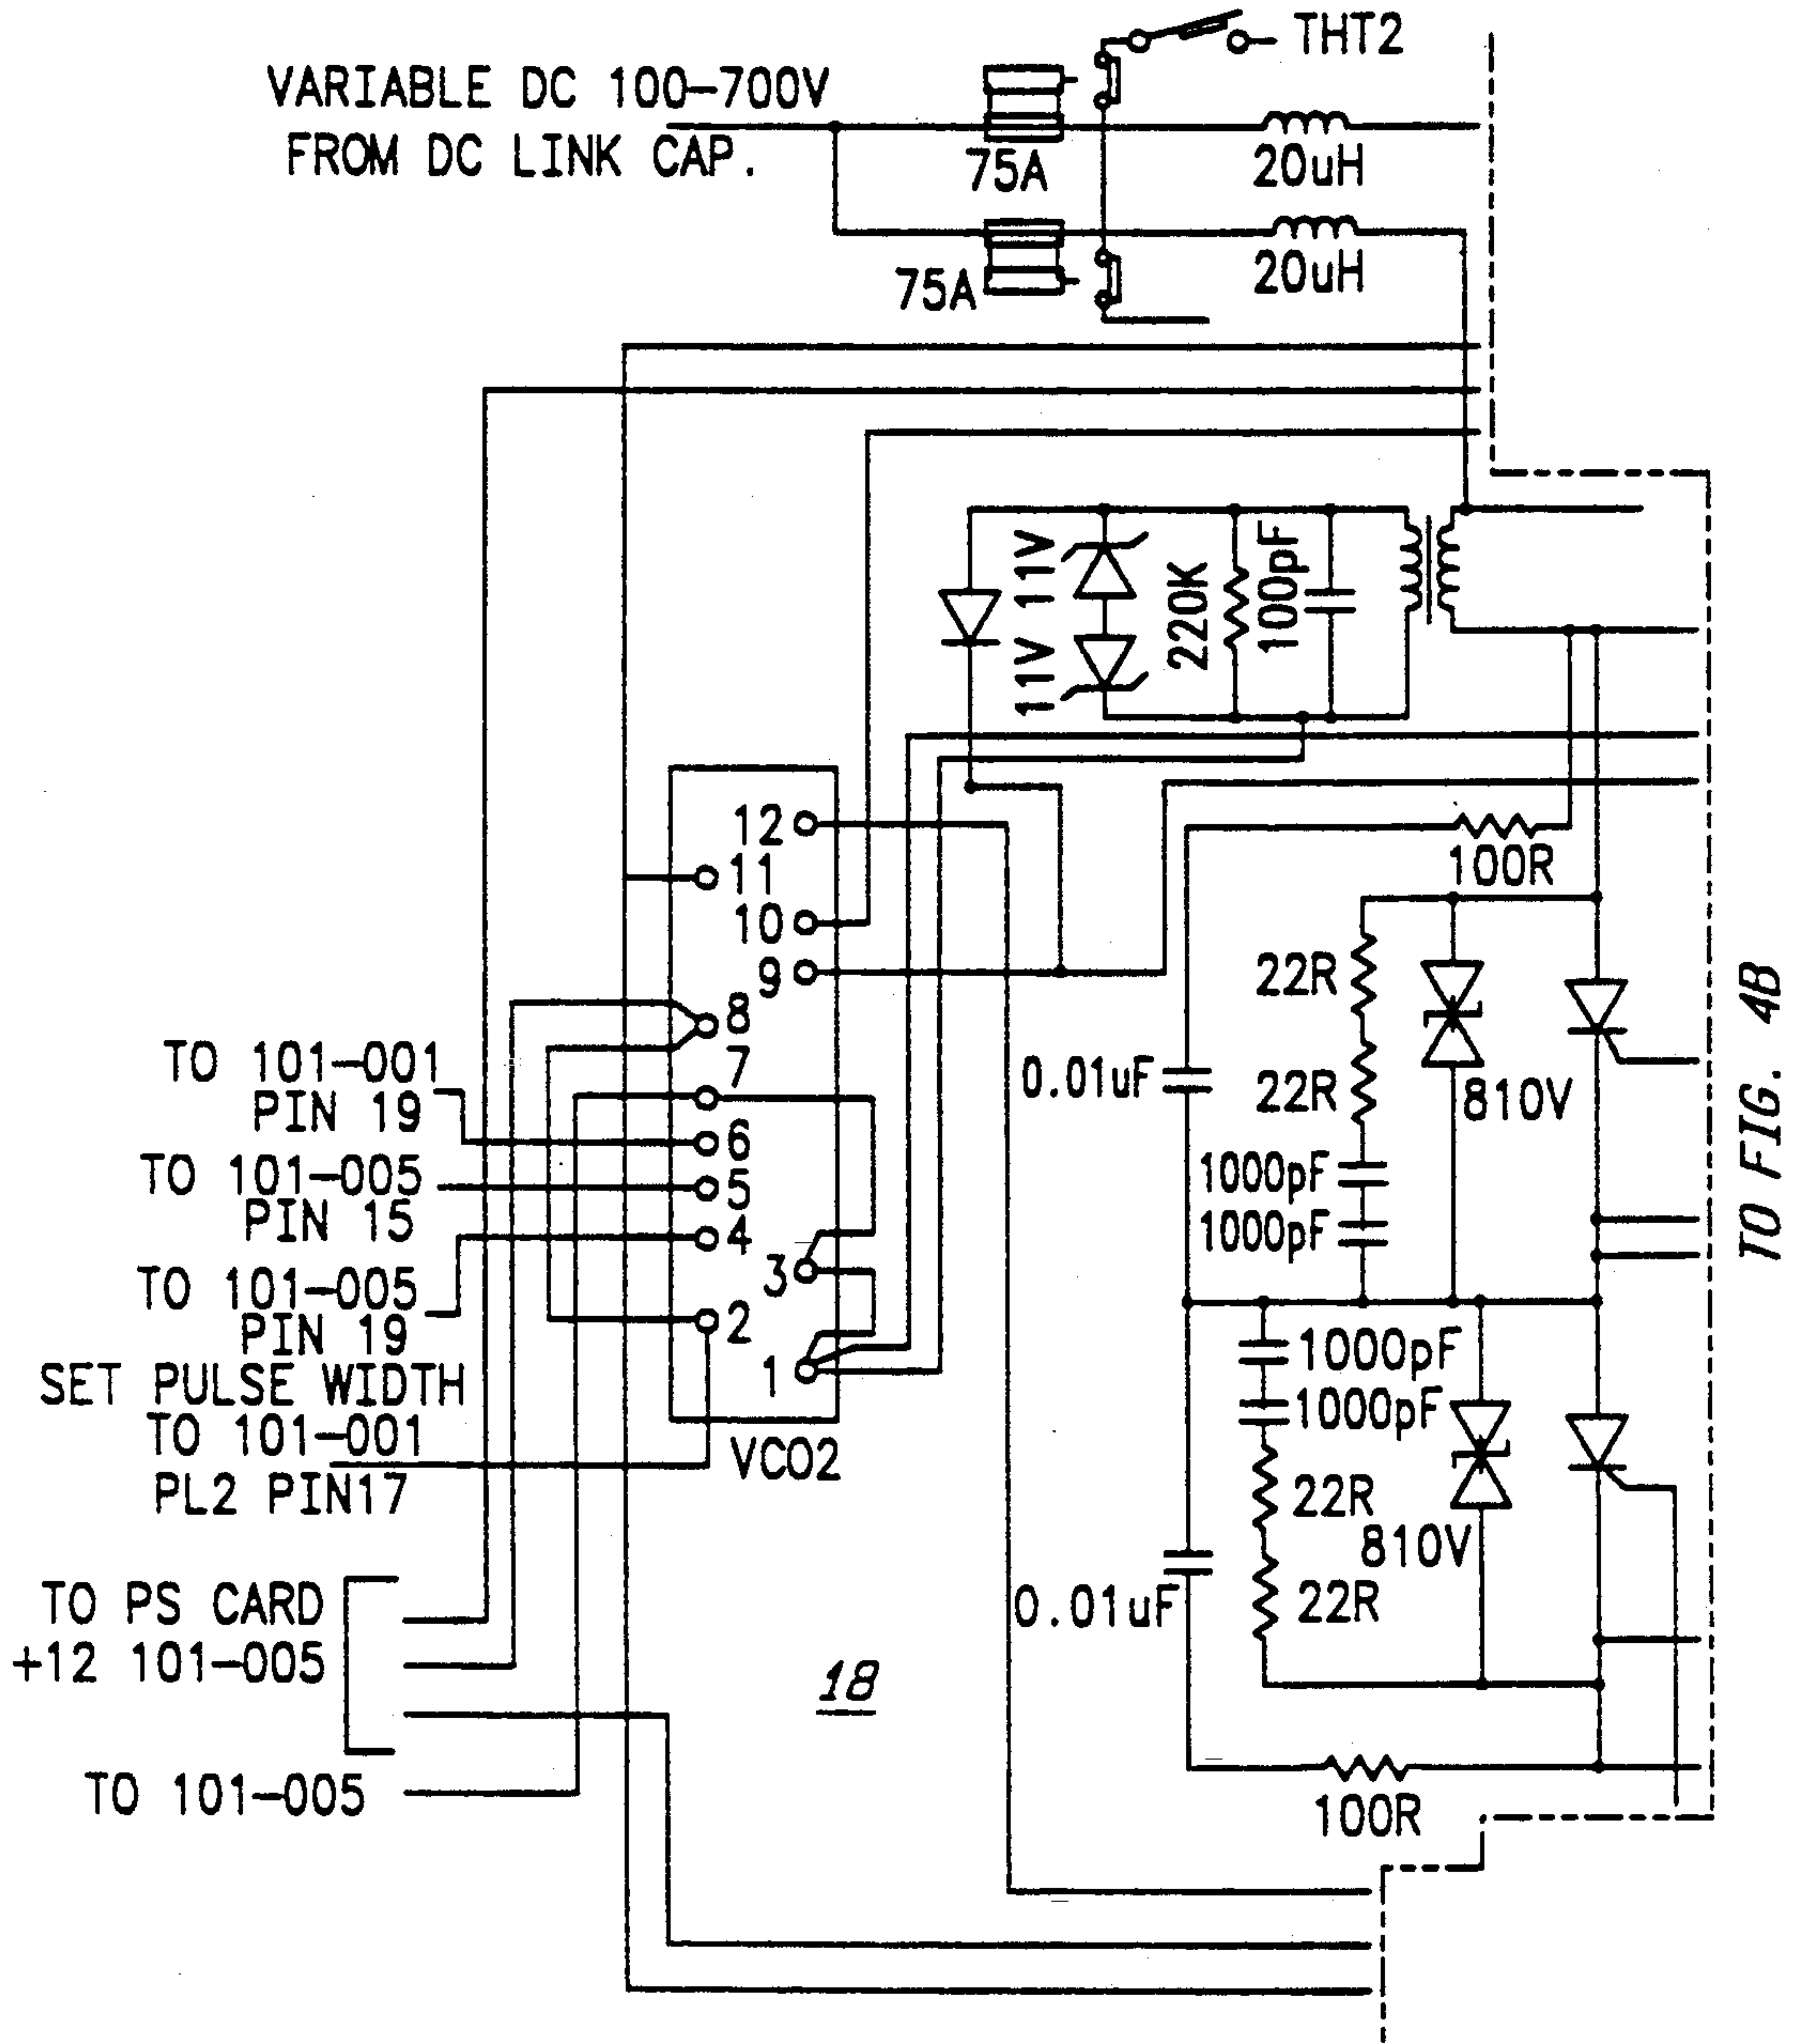 THT2
VARIABLE DC 100-700V
FROM DC LINK CAP.
75A
20uH
75A
20uH
11V 11V
220K
100pF
12
11
10
9
8
7
6
5
4
3
2
1
VCO2
100R
22R
22R
0.01uF
810V
1000pF
1000pF
TO 101-001
PIN 19
TO 101-005
PIN 15
TO 101-005
PIN 19
SET PULSE WIDTH
TO 101-001
PL2 PIN17
1000pF
1000pF
22R
810V
22R
0.01uF
100R
TO PS CARD
+12 101-005
TO 101-005
18
TO FIG. 4B